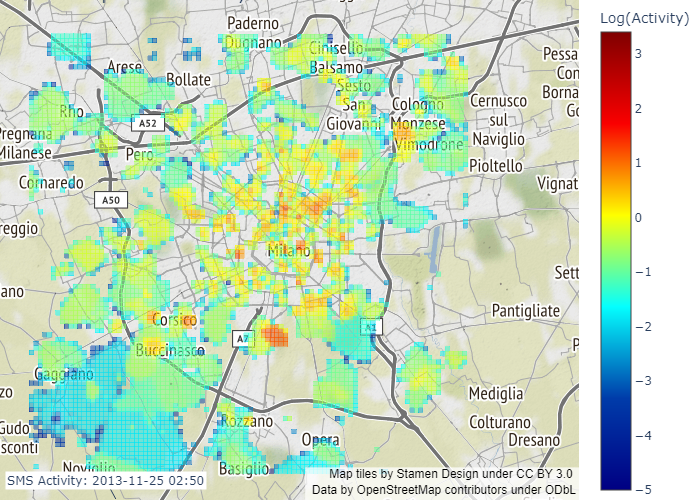 Paderno
Dugnano
Cinisello
Balsamo
Arese
Bollate
Sesto
San
Giovanni
Cologno
Monzese
Cernusco
sul
Naviglio
Pessa
Con
Borna
Go
Rho
A52
Pregnana
Milanese
Pero
Vimodrone
Pioltello
Cornaredo
A50
Vignat
reggio
Milano
Sett
ano
Pantigliate
Corsico
A7
A1
Buccinasco
P
Gaggiano
zo
Mediglia
Gudo
sconti
Rozzano
Colturano
Dresano
Opera
Noviglio
Basiglio
SMS Activity: 2013-11-25 02:50
Map tiles by Stamen Design under CC BY 3.0
Data by OpenStreetMap contributors under ODbL
Log(Activity)
3
2
1
0
−1
−2
−3
−4
−5